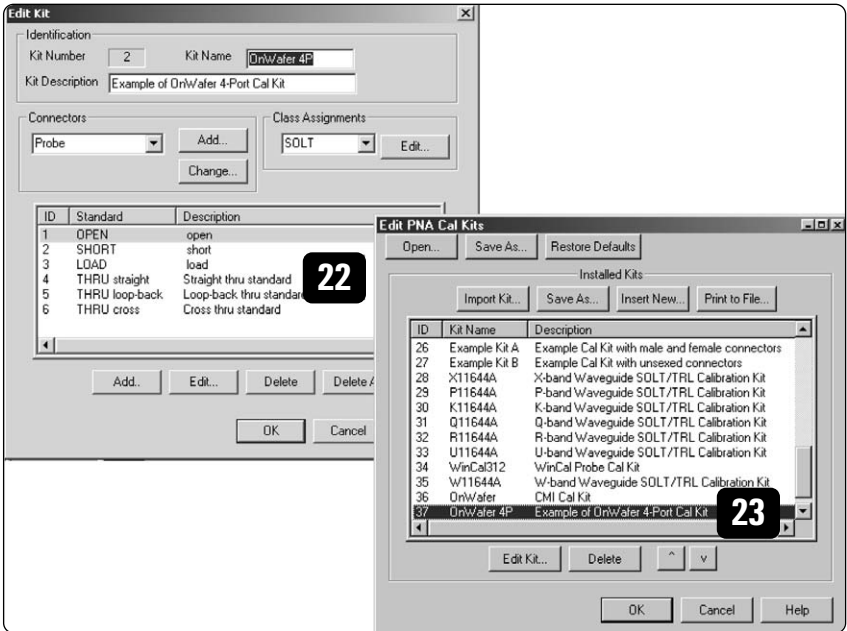 Edit Kit
Identification
Kit Number 2 Kit Name OnWafer 4P
Kit Description Example of OnWafer 4-Port Cal Kit
Connectors
Probe
Add...
Change...
Class Assignments
SOLT
Edit...
ID Standard Description
1 OPEN open
2 SHORT short
3 LOAD load
4 THRU straight Straight thru standard
5 THRU loop-back Loop-back thru standard
6 THRU cross Cross thru standard
22
Add.. Edit... Delete Delete A
OK Cancel
Edit PNA Cal Kits
Open... Save As... Restore Defaults
Installed Kits
Import Kit... Save As... Insert New... Print to File...
ID Kit Name Description
26 Example Kit A Example Cal Kit with male and female connectors
27 Example Kit B Example Cal Kit with unsexed connectors
28 X11644A X-band Waveguide SOLT/TRL Calibration Kit
29 P11644A P-band Waveguide SOLT/TRL Calibration Kit
30 K11644A K-band Waveguide SOLT/TRL Calibration Kit
31 Q11644A Q-band Waveguide SOLT/TRL Calibration Kit
32 R11644A R-band Waveguide SOLT/TRL Calibration Kit
33 U11644A U-band Waveguide SOLT/TRL Calibration Kit
34 WinCal312 WinCal Probe Cal Kit
35 W11644A W-band Waveguide SOLT/TRL Calibration Kit
36 OnWafer CMI Cal Kit
37 OnWafer 4P Example of OnWafer 4-Port Cal Kit
23
Edit Kit... Delete ^ v
OK Cancel Help